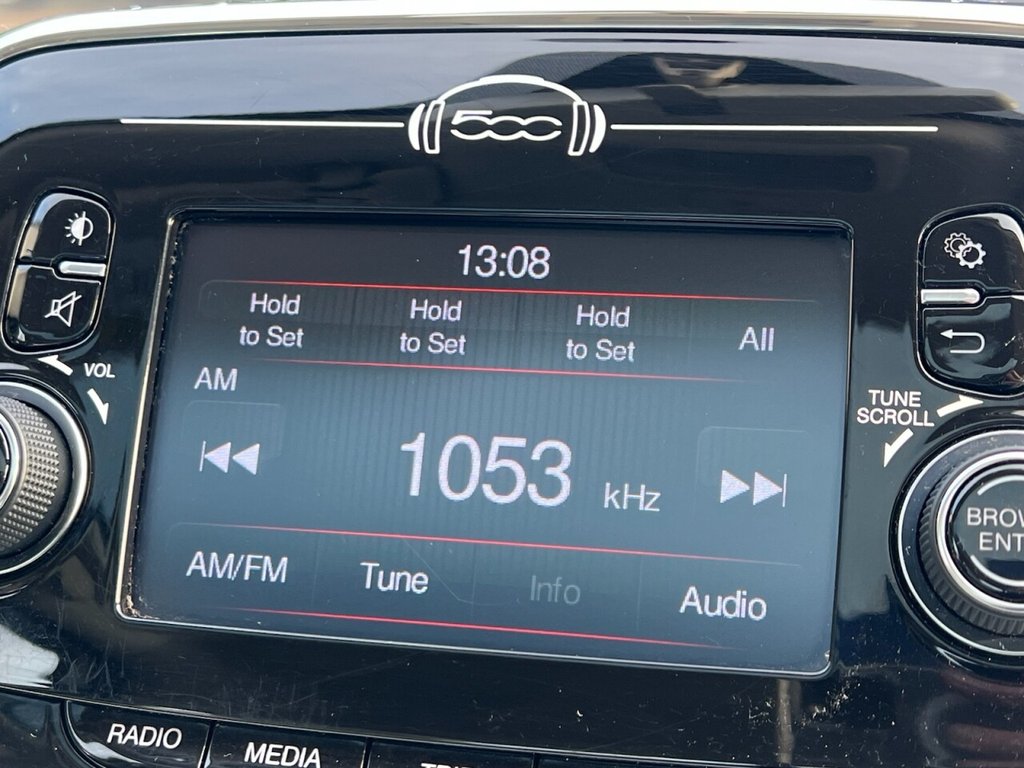 500
13:08
Hold
to Set
Hold
to Set
Hold
to Set
All
AM
1053 kHz
AM/FM
Tune
Info
Audio
VOL
TUNE
SCROLL
RADIO
MEDIA